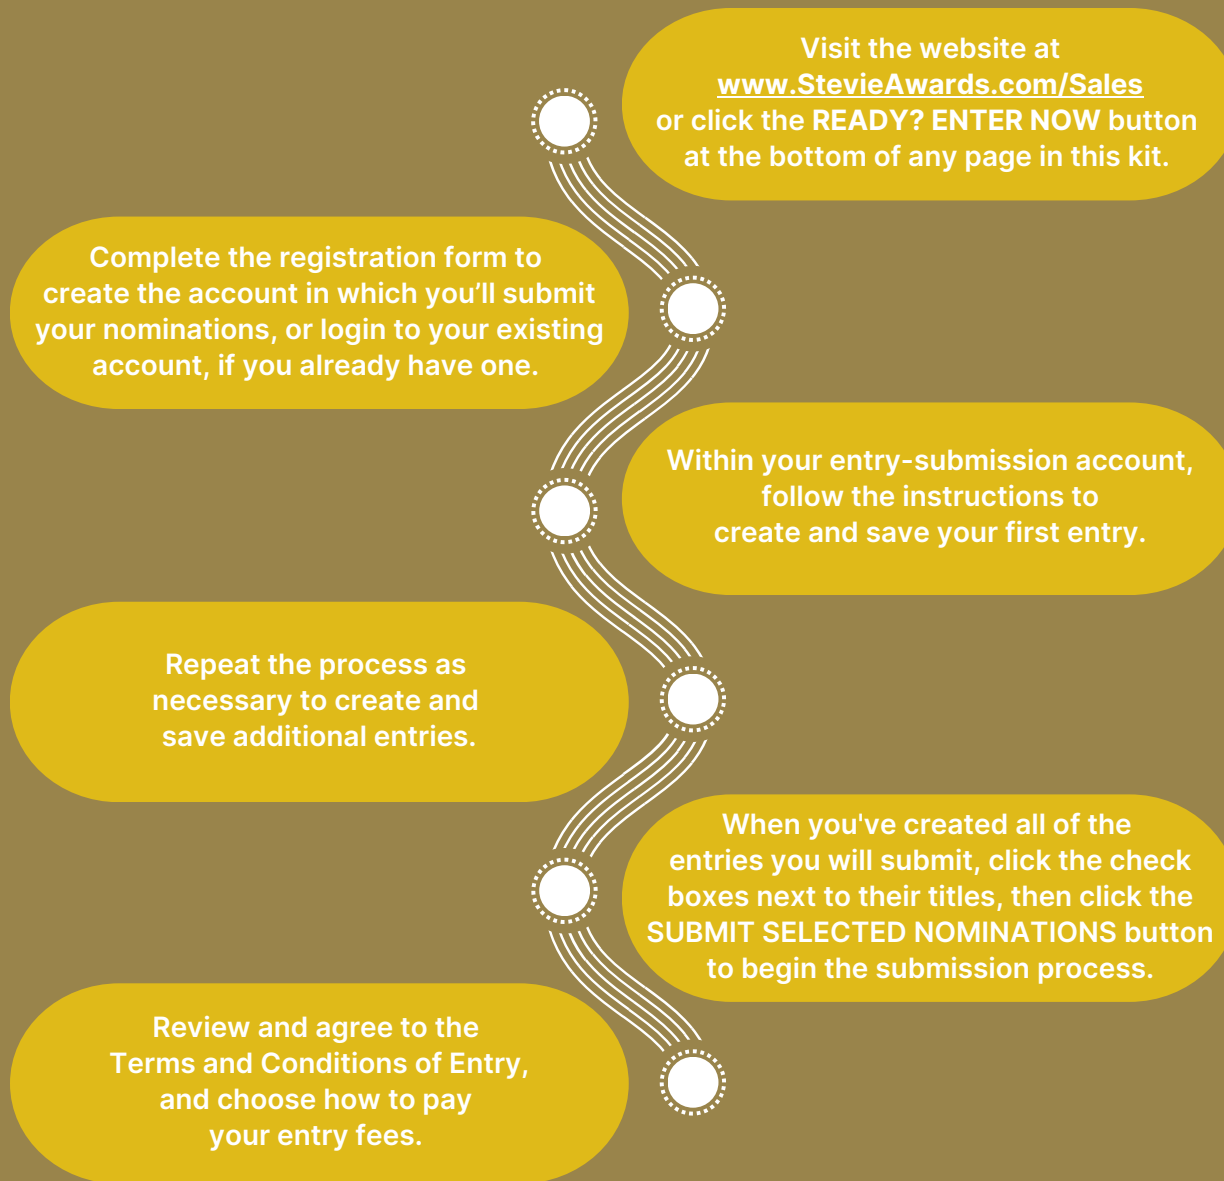 Visit the website at
www.StevieAwards.com/Sales
or click the READY? ENTER NOW button
at the bottom of any page in this kit.
Complete the registration form to
create the account in which you’ll submit
your nominations, or login to your existing
account, if you already have one.
Within your entry-submission account,
follow the instructions to
create and save your first entry.
Repeat the process as
necessary to create and
save additional entries.
When you've created all of the
entries you will submit, click the check
boxes next to their titles, then click the
SUBMIT SELECTED NOMINATIONS button
to begin the submission process.
Review and agree to the
Terms and Conditions of Entry,
and choose how to pay
your entry fees.